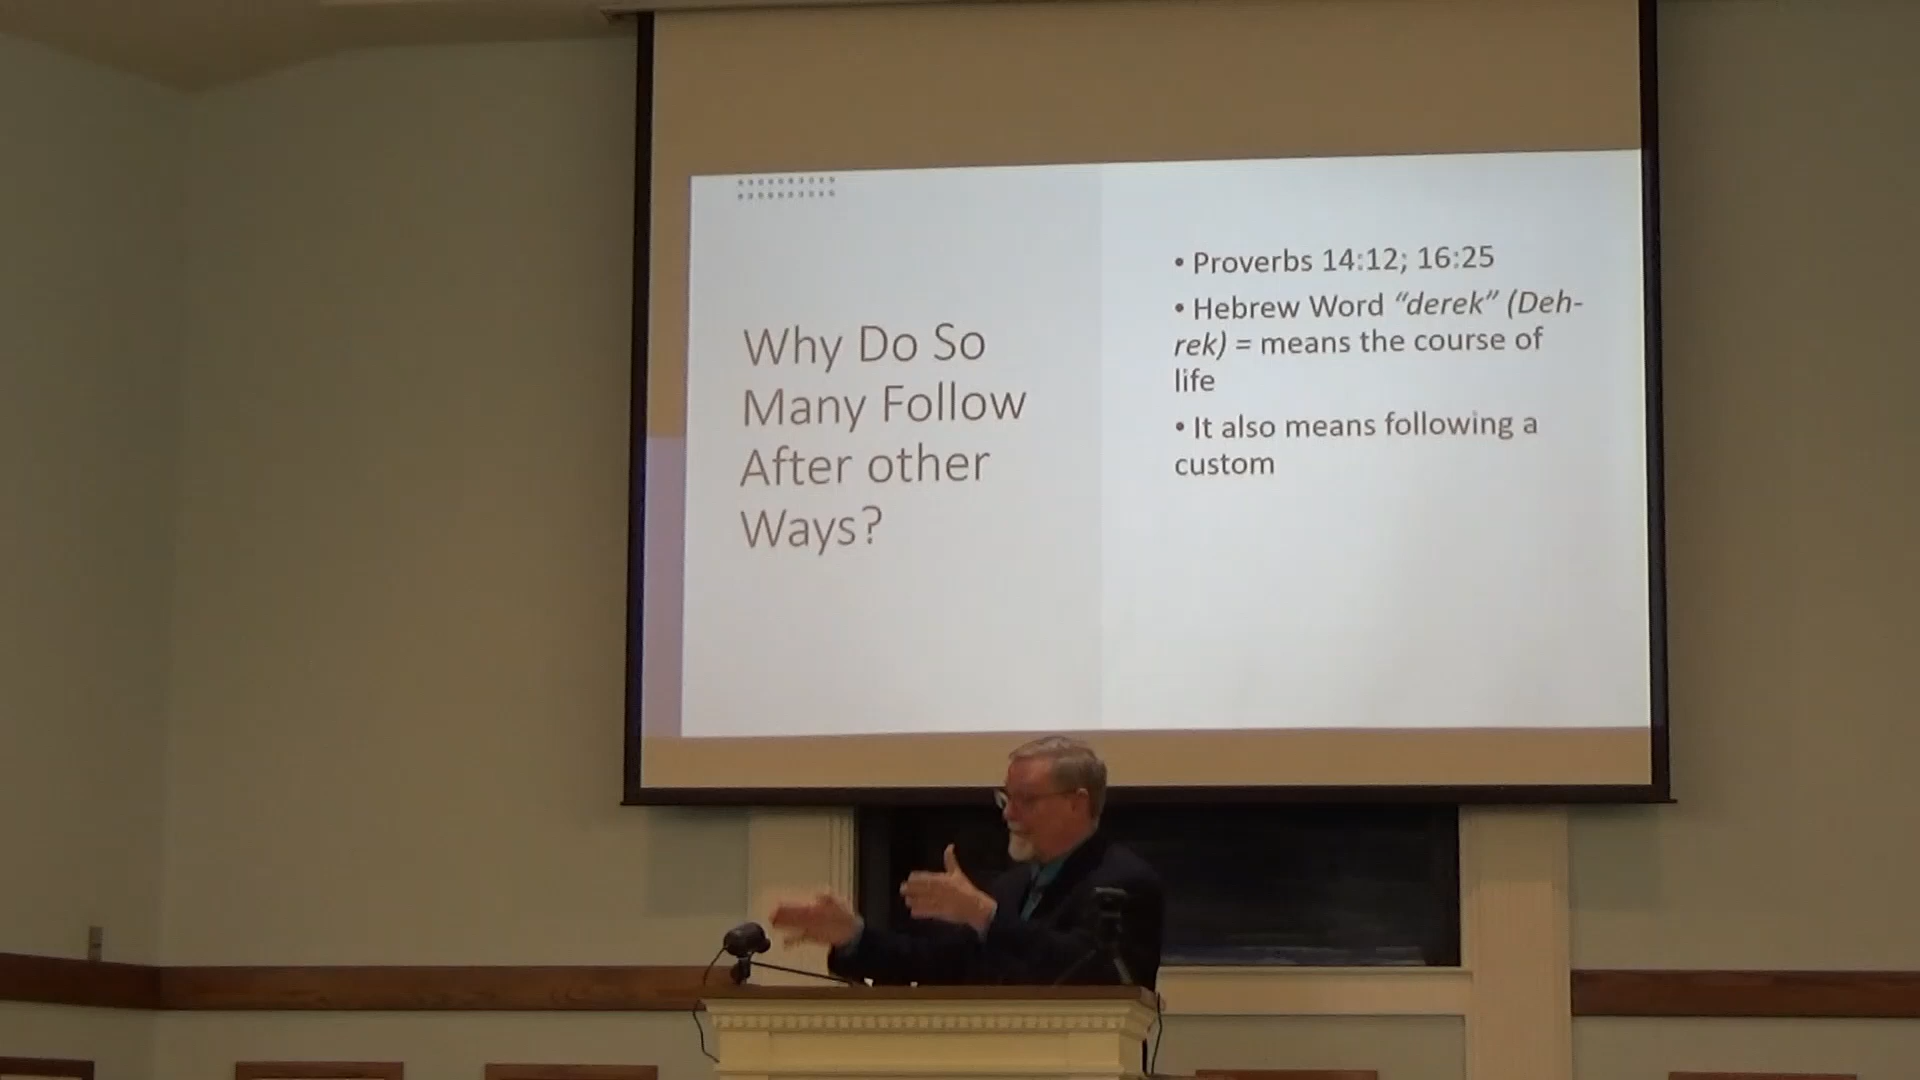 Why Do So
Many Follow
After other
Ways?
• Proverbs 14:12; 16:25
• Hebrew Word “derek” (Deh-
rek) = means the course of
life
• It also means following a
custom